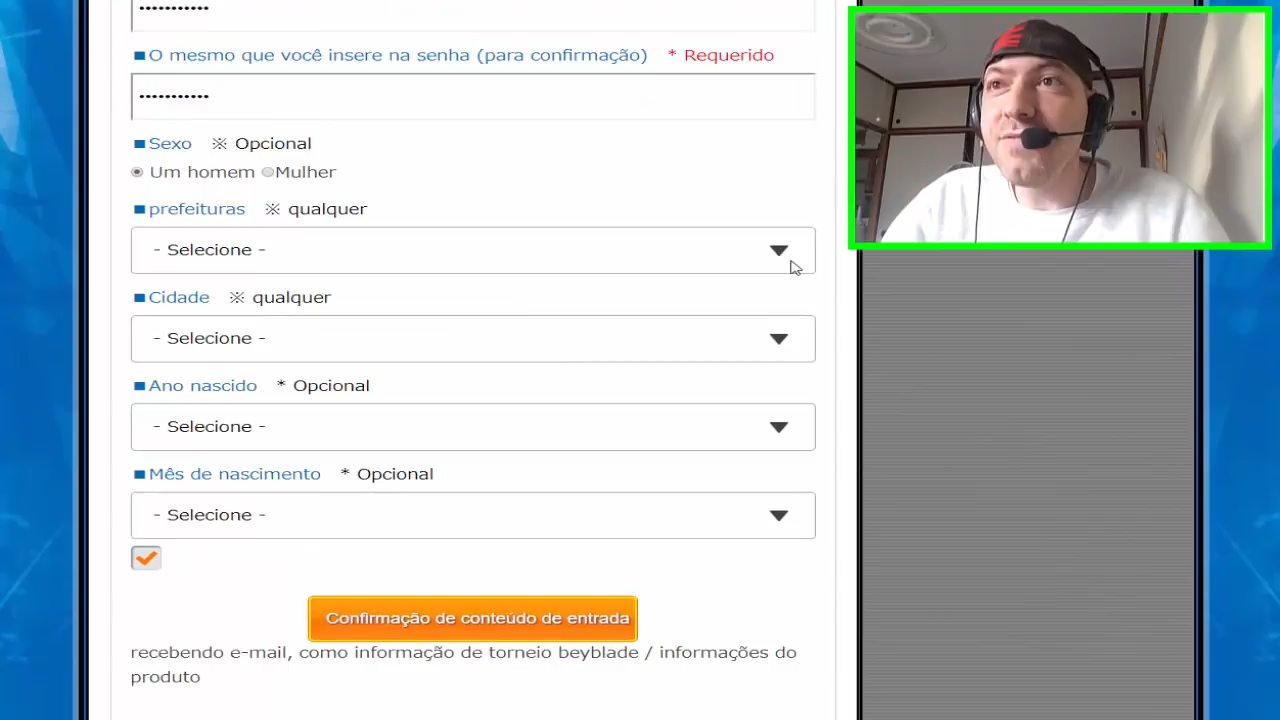 •••••••••••
■O mesmo que você insere na senha (para confirmação) * Requerido
•••••••••••
■Sexo ※ Opcional
Um homem Mulher
■prefeituras ※ qualquer
- Selecione -
■Cidade ※ qualquer
- Selecione -
■Ano nascido * Opcional
- Selecione -
■Mês de nascimento * Opcional
- Selecione -
Confirmação de conteúdo de entrada
recebendo e-mail, como informação de torneio beyblade / informações do
produto